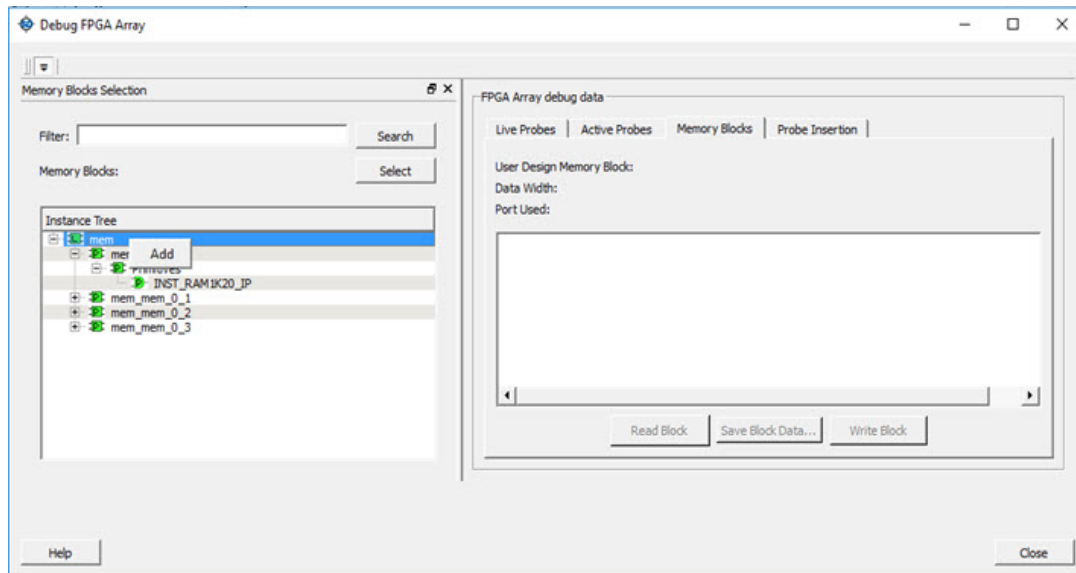 Debug FPGA Array
Memory Blocks Selection
Filter:
Search
Memory Blocks:
Select
Instance Tree
mem
Add
Primitives
INST_RAM1K20_IP
mem_mem_0_1
mem_mem_0_2
mem_mem_0_3
FPGA Array debug data
Live Probes
Active Probes
Memory Blocks
Probe Insertion
User Design Memory Block:
Data Width:
Port Used:
Read Block
Save Block Data...
Write Block
Help
Close